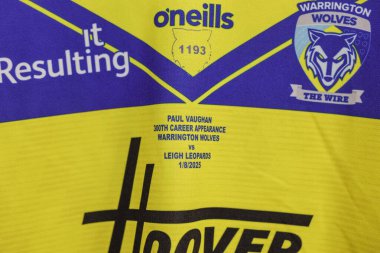 It
Resulting
oneills
1193
WARRINGTON
WOLVES
THE WIRE
PAUL VAUGHAN
300TH CAREER APPEARANCE
WARRINGTON WOLVES
vs
LEIGH LEOPARDS
1/8/2025
HOOVER